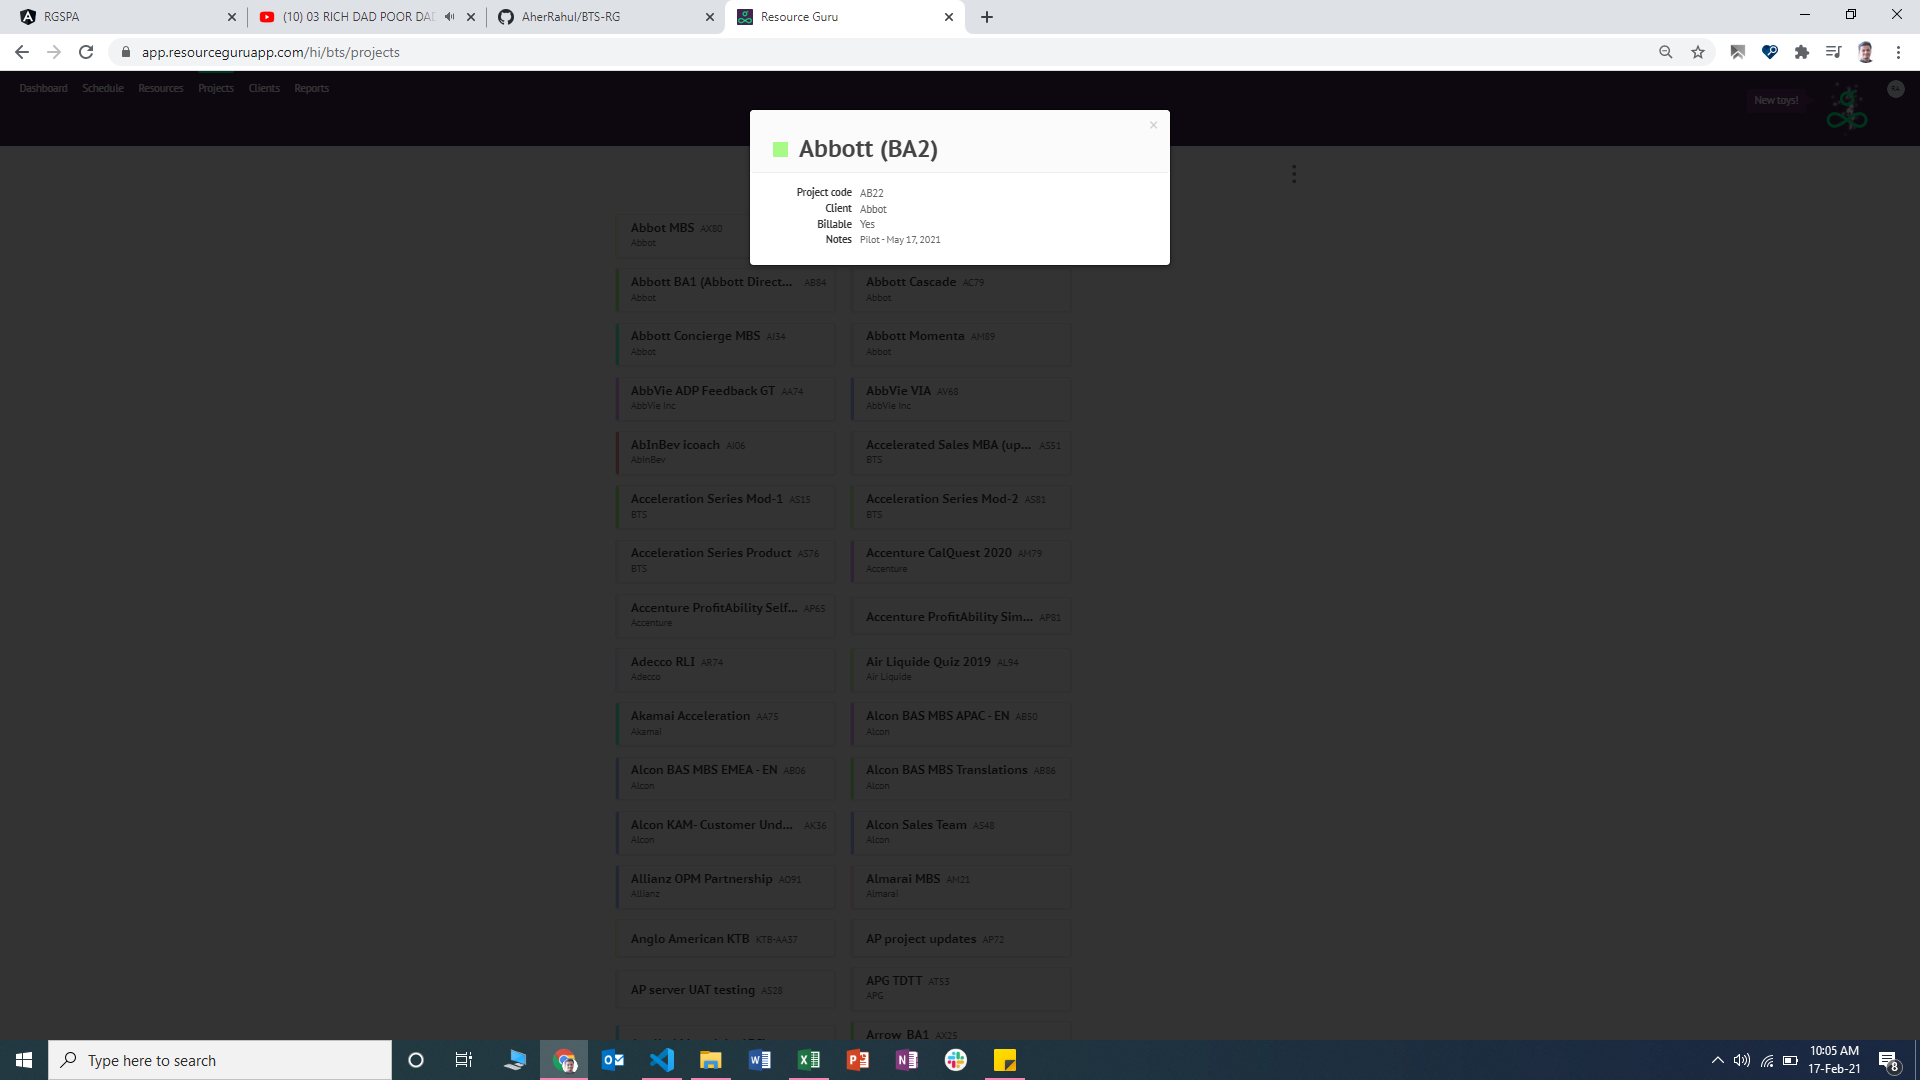 RGSPA
(10) 03 RICH DAD POOR DAD
AherRahul/BTS-RG
Resource Guru
app.resourceguruapp.com/hi/bts/projects
Dashboard Schedule Resources Projects Clients Reports
New toys!
RA
Abbott (BA2)
Project code AB22
Client Abbot
Billable Yes
Notes Pilot - May 17, 2021
Abbot MBS AX80
Abbot
Abbott BA1 (Abbott Direct... AB84
Abbot
Abbott Cascade AC79
Abbot
Abbott Concierge MBS AI34
Abbot
Abbott Momenta AM89
Abbot
AbbVie ADP Feedback GT AA74
AbbVie Inc
AbbVie VIA AV68
AbbVie Inc
AbInBev icoach AI06
AbInBev
Accelerated Sales MBA (up... AS51
BTS
Acceleration Series Mod-1 AS15
BTS
Acceleration Series Mod-2 AS81
BTS
Acceleration Series Product AS76
BTS
Accenture CalQuest 2020 AM79
Accenture
Accenture ProfitAbility Self... AP65
Accenture
Accenture ProfitAbility Sim... AP81
Adecco RLI AR74
Adecco
Air Liquide Quiz 2019 AL94
Air Liquide
Akamai Acceleration AA75
Akamai
Alcon BAS MBS APAC - EN AB50
Alcon
Alcon BAS MBS EMEA - EN AB06
Alcon
Alcon BAS MBS Translations AB86
Alcon
Alcon KAM- Customer Und... AK36
Alcon
Alcon Sales Team AS48
Alcon
Allianz OPM Partnership AO91
Allianz
Almarai MBS AM21
Almarai
Anglo American KTB KTB-AA37
AP project updates AP72
AP server UAT testing AS28
APG TDTT AT53
APG
Arrow_BA1 AX25
Type here to search
10:05 AM
17-Feb-21
8